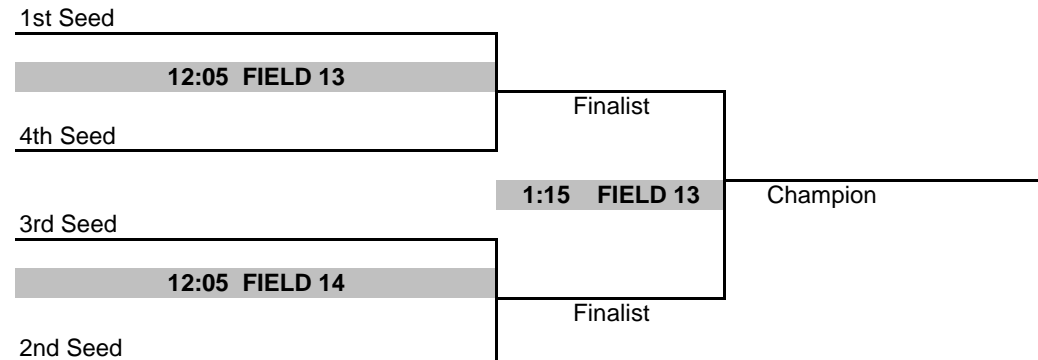 1st Seed
12:05 FIELD 13
Finalist
4th Seed
1:15 FIELD 13
Champion
3rd Seed
12:05 FIELD 14
Finalist
2nd Seed